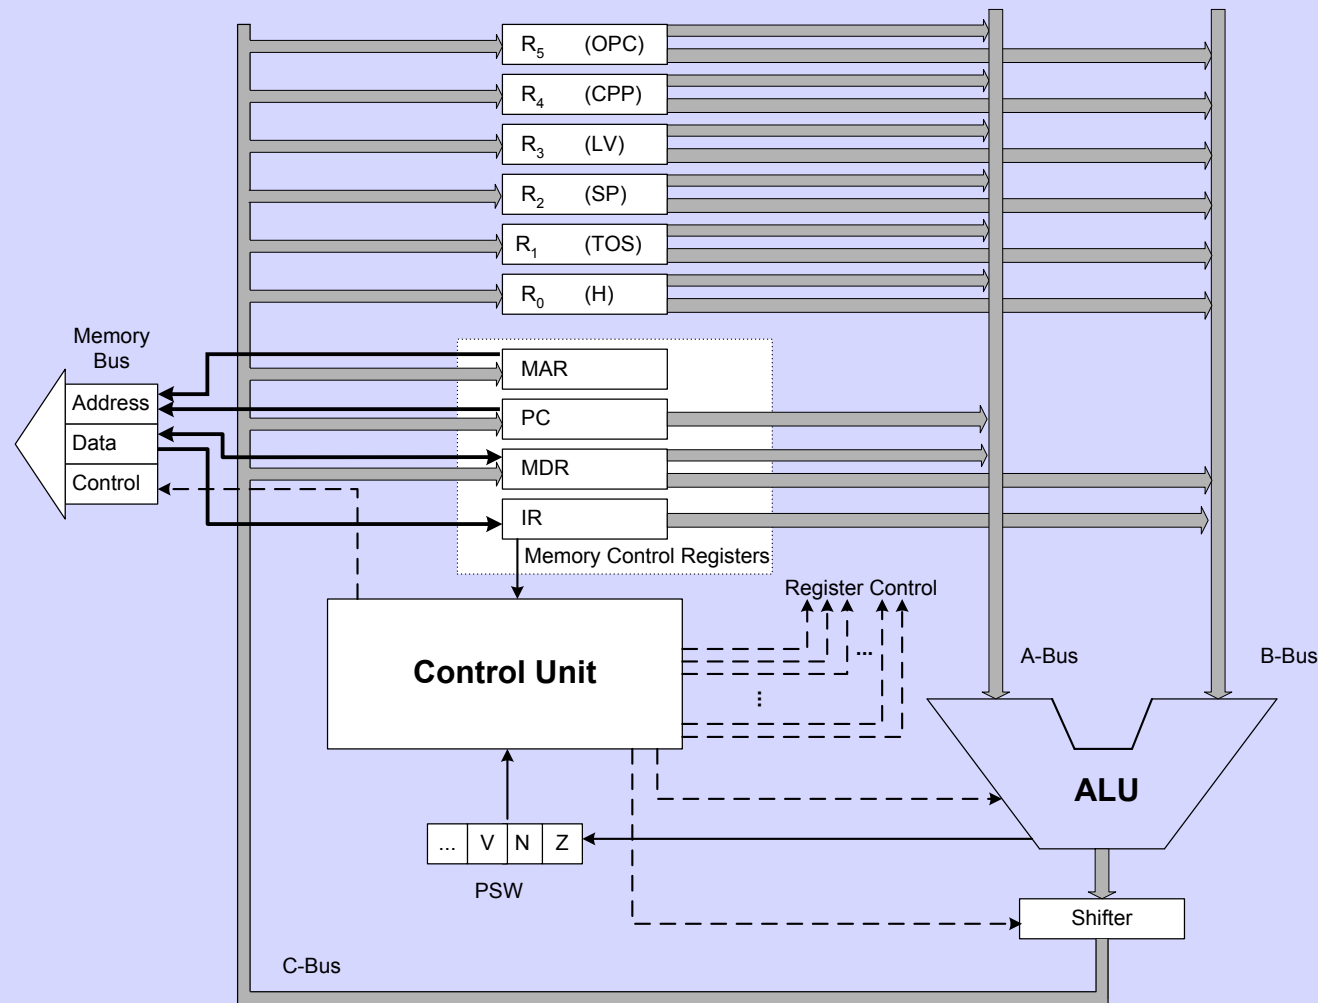 R5 (OPC)
R4 (CPP)
R3 (LV)
R2 (SP)
R1 (TOS)
R0 (H)
Memory
Bus
Address
Data
Control
MAR
PC
MDR
IR
Memory Control Registers
Register Control
...
...
Control Unit
A-Bus
B-Bus
ALU
... V N Z
PSW
Shifter
C-Bus